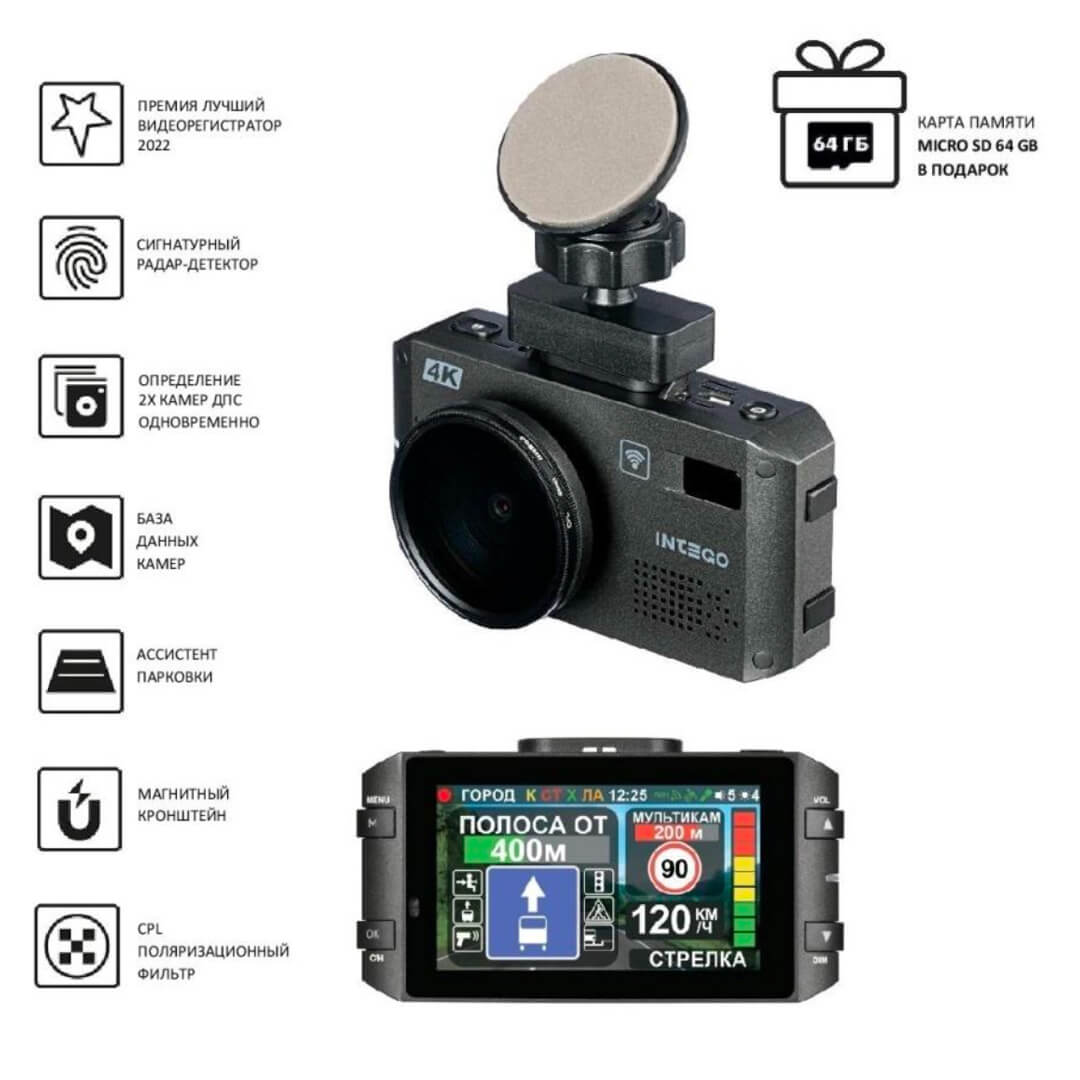 ПРЕМИЯ ЛУЧШИЙ
ВИДЕОРЕГИСТРАТОР
2022
СИГНАТУРНЫЙ
РАДАР-ДЕТЕКТОР
ОПРЕДЕЛЕНИЕ
2Х КАМЕР ДПС
ОДНОВРЕМЕННО
БАЗА
ДАННЫХ
КАМЕР
АССИСТЕНТ
ПАРКОВКИ
МАГНИТНЫЙ
КРОНШТЕЙН
CPL
ПОЛЯРИЗАЦИОННЫЙ
ФИЛЬТР
64 ГБ
КАРТА ПАМЯТИ
MICRO SD 64 GB
В ПОДАРОК
4K
INTEGO
MENU
M
OK
CH
ГОРОД К СТ Х ЛА 12:25 5 4
ПОЛОСА ОТ
400м
МУЛЬТИКАМ
200 м
90
120 КМ/Ч
СТРЕЛКА
VOL
DIM